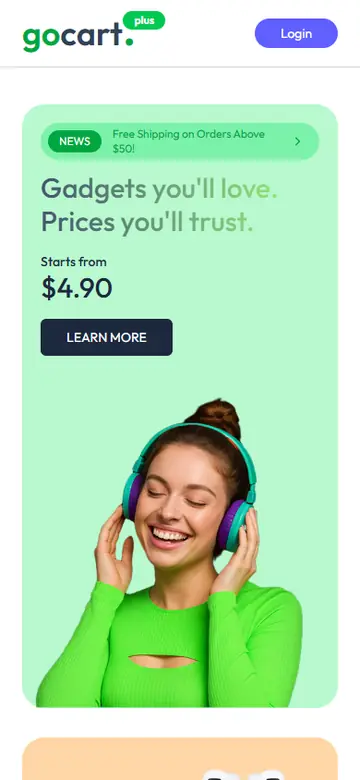 plus
gocart.
Login
NEWS
Free Shipping on Orders Above
$50!
Gadgets you'll love.
Prices you'll trust.
Starts from
$4.90
LEARN MORE